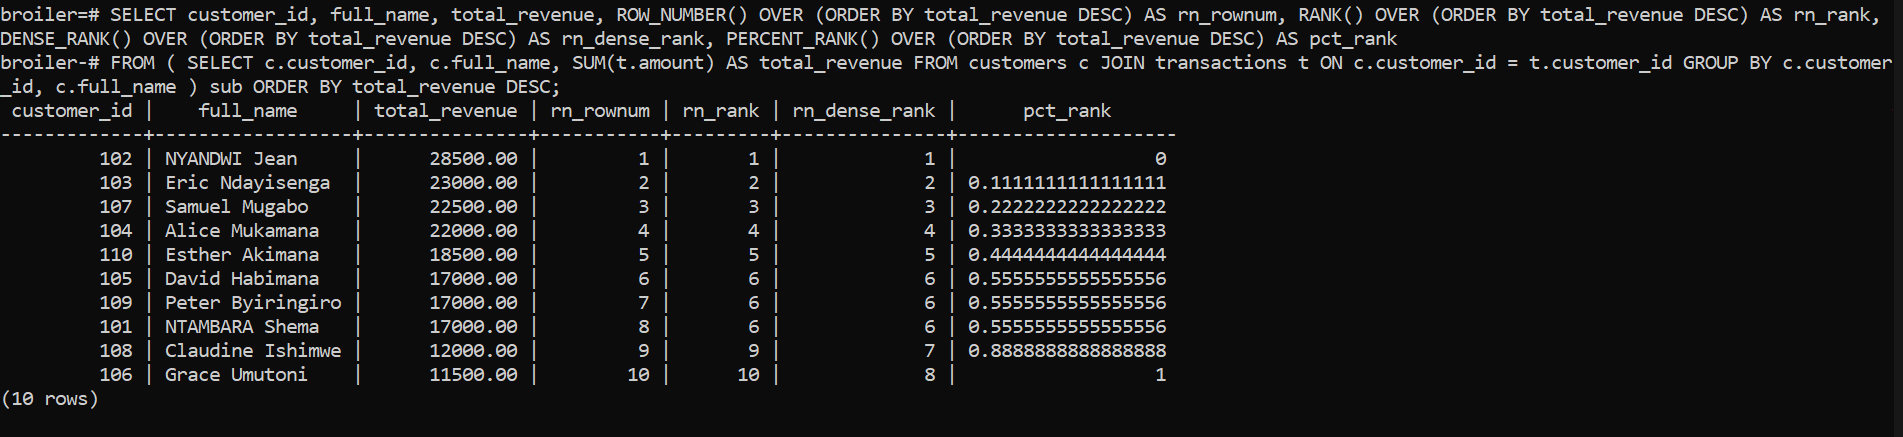 broiler=# SELECT customer_id, full_name, total_revenue, ROW_NUMBER() OVER (ORDER BY total_revenue DESC) AS rn_rownum, RANK() OVER (ORDER BY total_revenue DESC) AS rn_rank,
DENSE_RANK() OVER (ORDER BY total_revenue DESC) AS rn_dense_rank, PERCENT_RANK() OVER (ORDER BY total_revenue DESC) AS pct_rank
broiler-# FROM ( SELECT c.customer_id, c.full_name, SUM(t.amount) AS total_revenue FROM customers c JOIN transactions t ON c.customer_id = t.customer_id GROUP BY c.customer
_id, c.full_name ) sub ORDER BY total_revenue DESC;
 customer_id |    full_name     | total_revenue | rn_rownum | rn_rank | rn_dense_rank |      pct_rank
-------------+------------------+---------------+-----------+---------+---------------+--------------------
         102 | NYANDWI Jean     |      28500.00 |         1 |       1 |             1 |                  0
         103 | Eric Ndayisenga  |      23000.00 |         2 |       2 |             2 | 0.1111111111111111
         107 | Samuel Mugabo    |      22500.00 |         3 |       3 |             3 | 0.2222222222222222
         104 | Alice Mukamana   |      22000.00 |         4 |       4 |             4 | 0.3333333333333333
         110 | Esther Akimana   |      18500.00 |         5 |       5 |             5 | 0.4444444444444444
         105 | David Habimana   |      17000.00 |         6 |       6 |             6 | 0.5555555555555556
         109 | Peter Byiringiro |      17000.00 |         7 |       6 |             6 | 0.5555555555555556
         101 | NTAMBARA Shema   |      17000.00 |         8 |       6 |             6 | 0.5555555555555556
         108 | Claudine Ishimwe |      12000.00 |         9 |       9 |             7 | 0.8888888888888888
         106 | Grace Umutoni    |      11500.00 |        10 |      10 |             8 |                  1
(10 rows)